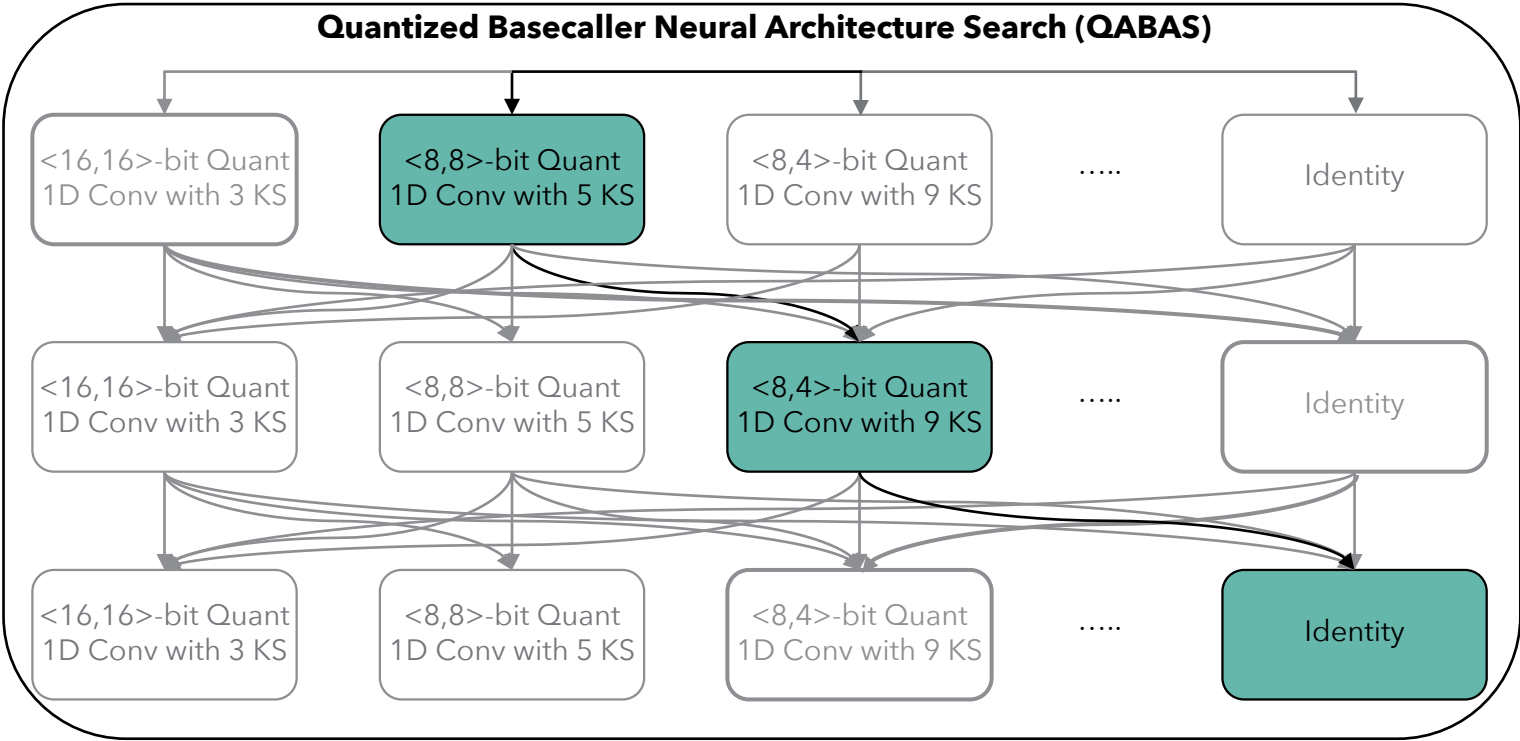 Quantized Basecaller Neural Architecture Search (QABAS)
<16,16>-bit Quant
1D Conv with 3 KS
<8,8>-bit Quant
1D Conv with 5 KS
<8,4>-bit Quant
1D Conv with 9 KS
.....
Identity
<16,16>-bit Quant
1D Conv with 3 KS
<8,8>-bit Quant
1D Conv with 5 KS
<8,4>-bit Quant
1D Conv with 9 KS
.....
Identity
<16,16>-bit Quant
1D Conv with 3 KS
<8,8>-bit Quant
1D Conv with 5 KS
<8,4>-bit Quant
1D Conv with 9 KS
.....
Identity